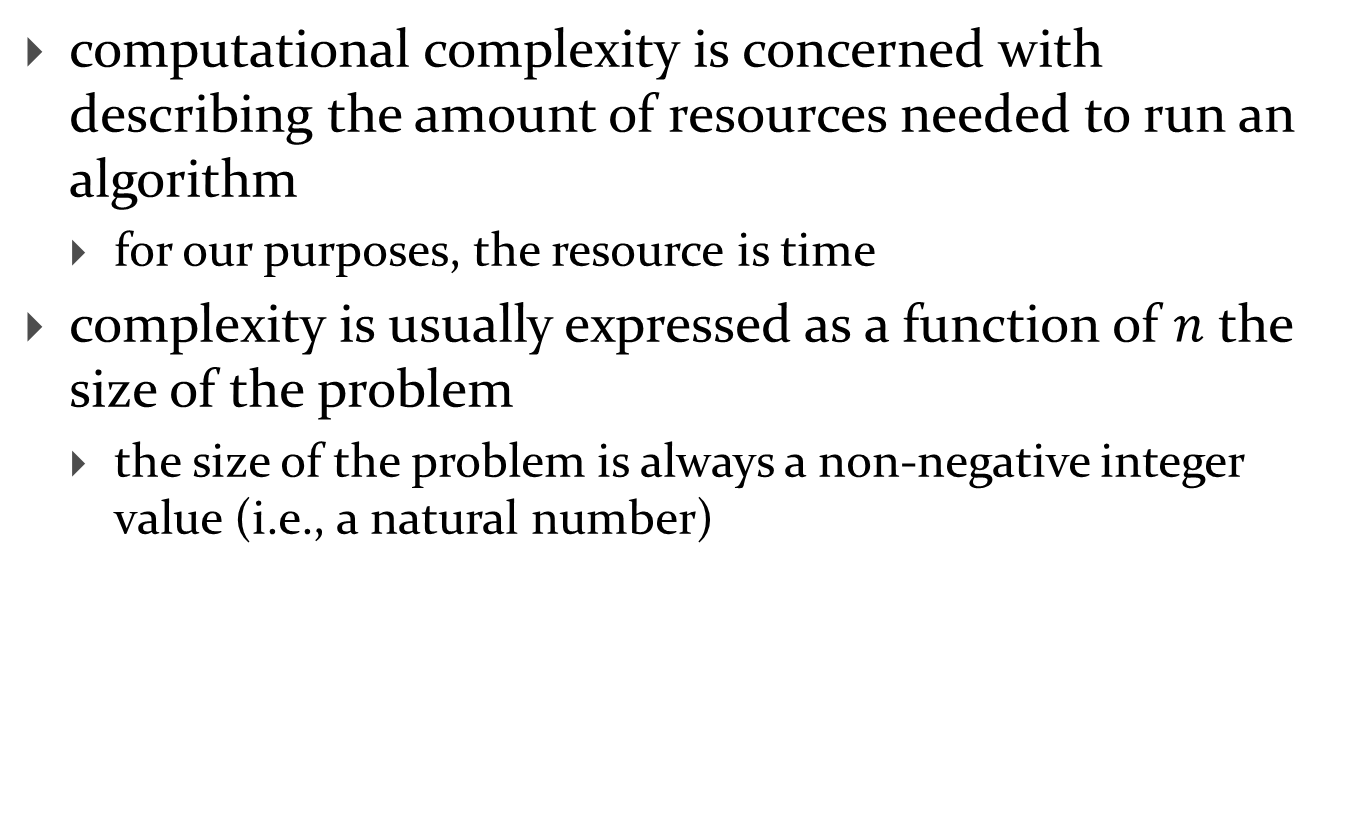 computational complexity is concerned with
describing the amount of resources needed to run an
algorithm
for our purposes, the resource is time
complexity is usually expressed as a function of n the
size of the problem
the size of the problem is always a non-negative integer
value (i.e., a natural number)